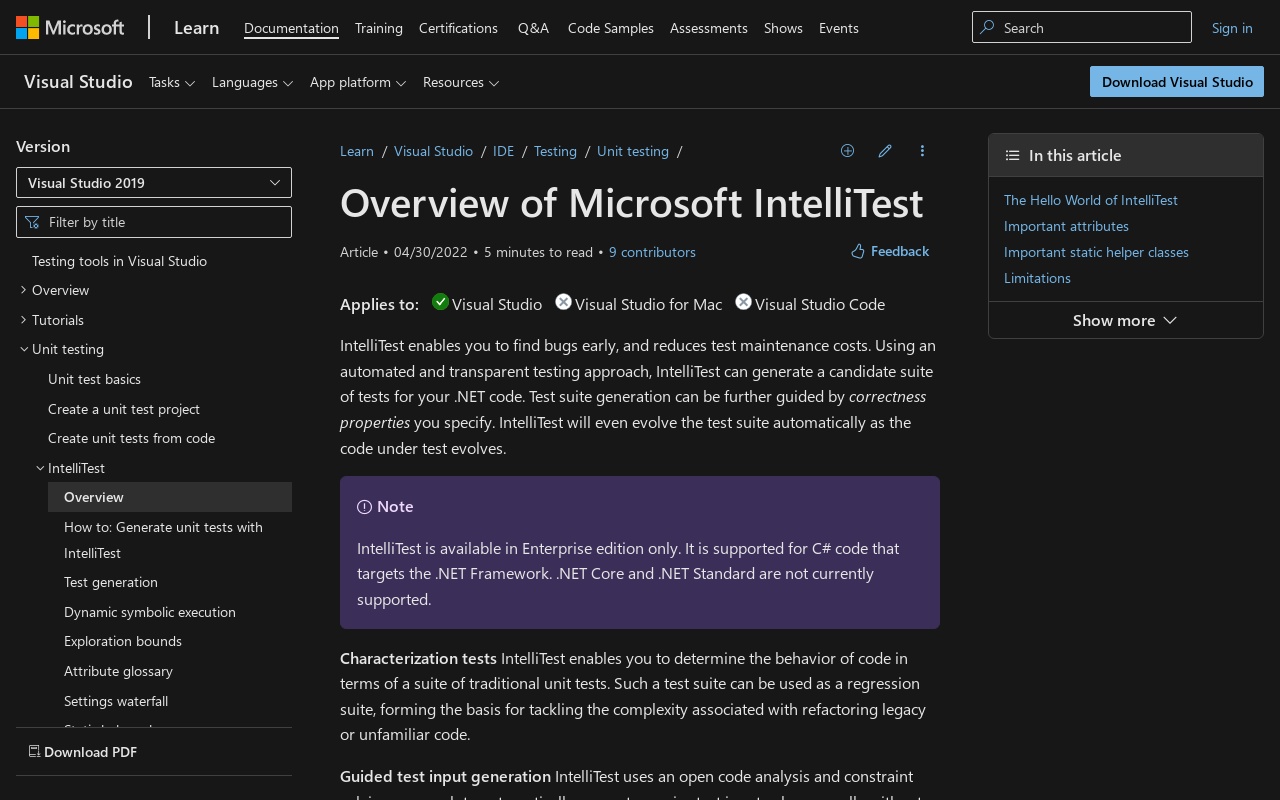 Microsoft
Learn
Documentation
Training
Certifications
Q&A
Code Samples
Assessments
Shows
Events
Search
Sign in
Visual Studio
Tasks
Languages
App platform
Resources
Download Visual Studio
Version
Visual Studio 2019
Filter by title
Testing tools in Visual Studio
Overview
Tutorials
Unit testing
Unit test basics
Create a unit test project
Create unit tests from code
IntelliTest
Overview
How to: Generate unit tests with
IntelliTest
Test generation
Dynamic symbolic execution
Exploration bounds
Attribute glossary
Settings waterfall
Download PDF
Learn / Visual Studio / IDE / Testing / Unit testing /
Overview of Microsoft IntelliTest
Article • 04/30/2022 • 5 minutes to read • 9 contributors
Feedback
Applies to: Visual Studio Visual Studio for Mac Visual Studio Code
IntelliTest enables you to find bugs early, and reduces test maintenance costs. Using an
automated and transparent testing approach, IntelliTest can generate a candidate suite
of tests for your .NET code. Test suite generation can be further guided by correctness
properties you specify. IntelliTest will even evolve the test suite automatically as the
code under test evolves.
Note
IntelliTest is available in Enterprise edition only. It is supported for C# code that
targets the .NET Framework. .NET Core and .NET Standard are not currently
supported.
Characterization tests IntelliTest enables you to determine the behavior of code in
terms of a suite of traditional unit tests. Such a test suite can be used as a regression
suite, forming the basis for tackling the complexity associated with refactoring legacy
or unfamiliar code.
Guided test input generation IntelliTest uses an open code analysis and constraint
In this article
The Hello World of IntelliTest
Important attributes
Important static helper classes
Limitations
Show more